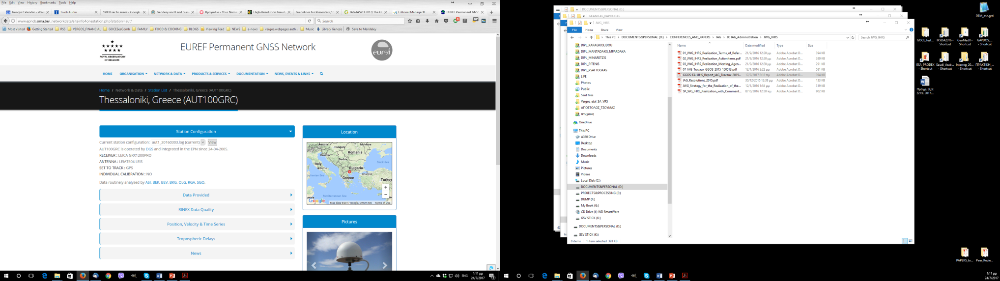 File Edit View History Bookmarks Tools Help
Google Calendar - Wee
Tivoli Audio
59000 sar to euros - Google
Geodesy and Land Surv
Βραχιόλια - Your Name
High-Resolution Gravit
Guidelines for Presenters / C
IAG-IASPEI 2017/The GC
Editorial Manager®
EUREF Permanent GNSS
www.epncb.oma.be/_networkdata/siteinfo4onestation.php?station=aut1
Search
Most Visited Getting Started RSS VERGOS_FINANCIAL GOCESeaComb FAMILY FOOD & COOKING BLOGS Viewing Feed NEWS e-news vergos.webpages.auth... Music Library Genesis Save to Mendeley
ROYAL OBSERVATORY
OF BELGIUM
EUREF Permanent GNSS Network
euref
HOME ORGANISATION NETWORK & DATA PRODUCTS & SERVICES DOCUMENTATION NEWS, EVENTS & LINKS
Home / Network & Data / Station List / Thessaloniki, Greece (AUT100GRC)
Thessaloniki, Greece (AUT100GRC)
Station Configuration
Current station configuration: aut1_20160303.log (current) View
AUT100GRC is operated by DGS and integrated in the EPN since 24-04-2005.
RECEIVER : LEICA GRX1200PRO
ANTENNA : LEIAT504 LEIS
SET TO TRACK : GPS
INDIVIDUAL CALIBRATION : NO
Data routinely analysed by ASI, BEK, BEV, BKG, OLG, RGA, SGO.
Data Provided
RINEX Data Quality
Position, Velocity & Time Series
Tropospheric Delays
News
Location
Austria
Hungary
Moldova
Romania
Croatia
Serbia
Italy
Rome
Bulgaria
Black Sea
Istanbul
Greece
Turkey
Mediterranean Sea
Google
Map data ©2017 Google, ORION-ME Terms of Use
Pictures
ENG
1:11 μμ
24/7/2017
DOCUMENTS&PERSONAL (D:)
GKANILAS_PAPOUDAS
JWG_IHRS
File Home Share View
This PC > DOCUMENTS&PERSONAL (D:) > CONFERENCES_AND_PAPERS > IAG > 00 IAG_Administration > JWG_IHRS
Search JWG_IHRS
DIPL_KARAGKIOLIDOU
DIPL_MANTADAKIS_MPARDAKA
DIPL_MINARETZIS
DIPL_PITENIS
DIPL_PSAFTOGKAS
LIFE
Photos
Public
Sent files
Vergos_etal_SA_VRS
ΑΠΟΣΤΟΛΟΣ_ΤΣΟΥΜΑΣ
πτυχιακη
OneDrive
This PC
A360 Drive
Desktop
Documents
Downloads
Music
Pictures
Videos
Local Disk (C:)
DOCUMENTS&PERSONAL (D:)
PROJECTS&PROCESSING (E:)
DUMP (F:)
My Book (G:)
CD Drive (I:) WD SmartWare
GSV STICK (K:)
DOCUMENTS&PERSONAL (D:)
GSV STICK (K:)
Name Date modified Type Size
01_JWG_IHRS_Realization_Terms_of_Refer... 21/9/2016 12:20 μμ Adobe Acrobat D... 394 KB
02_JWG_IHRS_Realization_ActionItems.pdf 21/9/2016 12:20 μμ Adobe Acrobat D... 380 KB
03_JWG_IHRS_Realization_Meeting_Agen... 21/9/2016 12:20 μμ Adobe Acrobat D... 291 KB
07_IAG_Travaux_GGOS_2015_150513.pdf 12/1/2016 2:22 μμ Adobe Acrobat D... 581 KB
GGOS-FA-UHS_Report_IAG_Travaux-2015... 17/7/2017 8:18 πμ Adobe Acrobat D... 394 KB
IAG_Resolutions_2015.pdf 30/12/2015 12:38 μμ Adobe Acrobat D... 133 KB
JWG_Strategy_for_the_Realization_of_the... 12/1/2016 1:54 μμ Adobe Acrobat D... 319 KB
SP_WG_IHRS_Realization_with_Comment... 8/10/2016 12:50 πμ Adobe Acrobat D... 902 KB
8 items 1 item selected 393 KB
DTM_asc.grd
GOCE_test...
IKYDA2016 - Shortcut
GeoMedII - Shortcut
GAVDOS_... - Shortcut
ESA_PRODEX - Shortcut
Saudi_Arab... - Shortcut
Interreg_20... - Shortcut
ΠΡΑΚΤΙΚΗ_... - Shortcut
Πρόγρ. Εξετ. Σεπτ. 2017....
PAPERS_to...
Peer_Revie...
1:11 μμ
24/7/2017